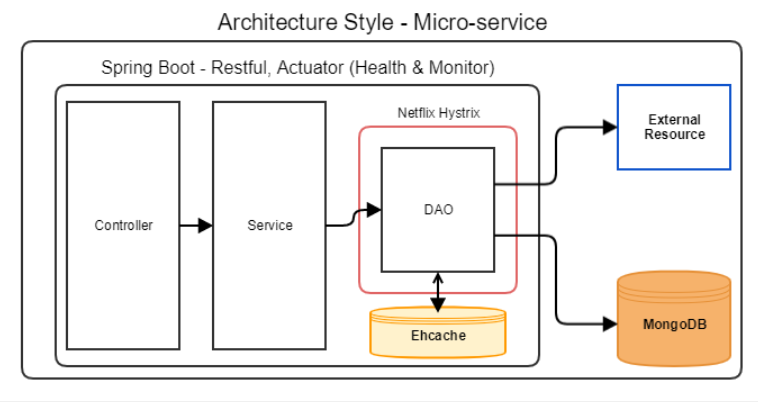 Architecture Style - Micro-service
Spring Boot - Restful, Actuator (Health & Monitor)
Netflix Hystrix
Controller
Service
DAO
Ehcache
External
Resource
MongoDB